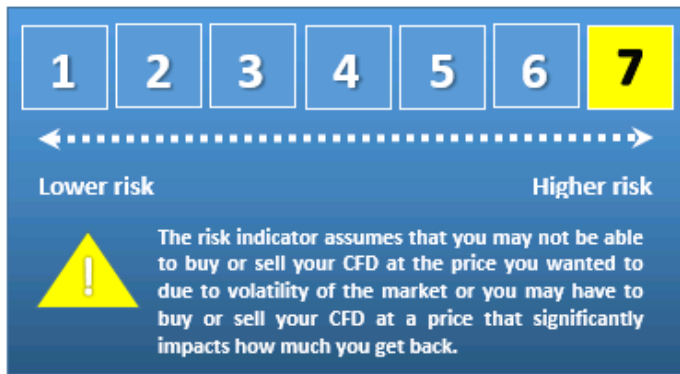 1 2 3 4 5 6 7
Lower risk Higher risk
! The risk indicator assumes that you may not be able
to buy or sell your CFD at the price you wanted to
due to volatility of the market or you may have to
buy or sell your CFD at a price that significantly
impacts how much you get back.